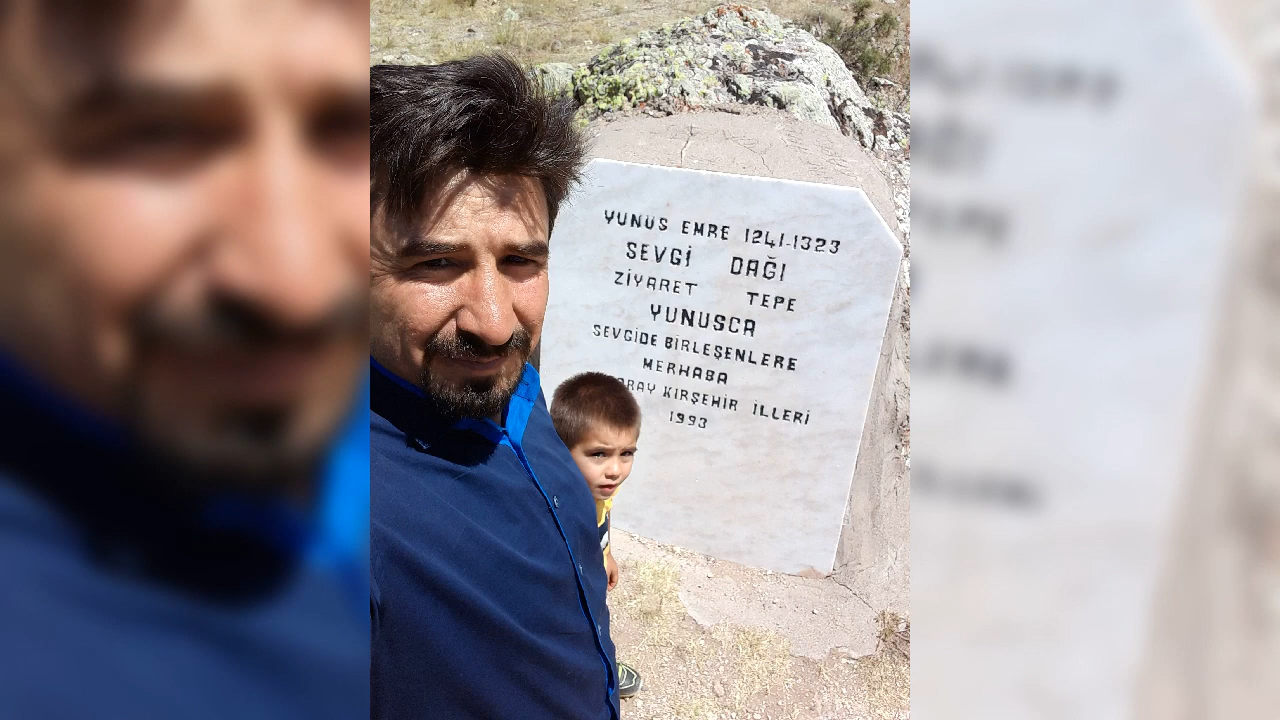 YUNUS EMRE 1241-1323
SEVGİ DAĞI
ZİYARET TEPE
YUNUSCA
SEVGİDE BİRLEŞENLERE
MERHABA
KIRŞEHİR İLLERİ
1993